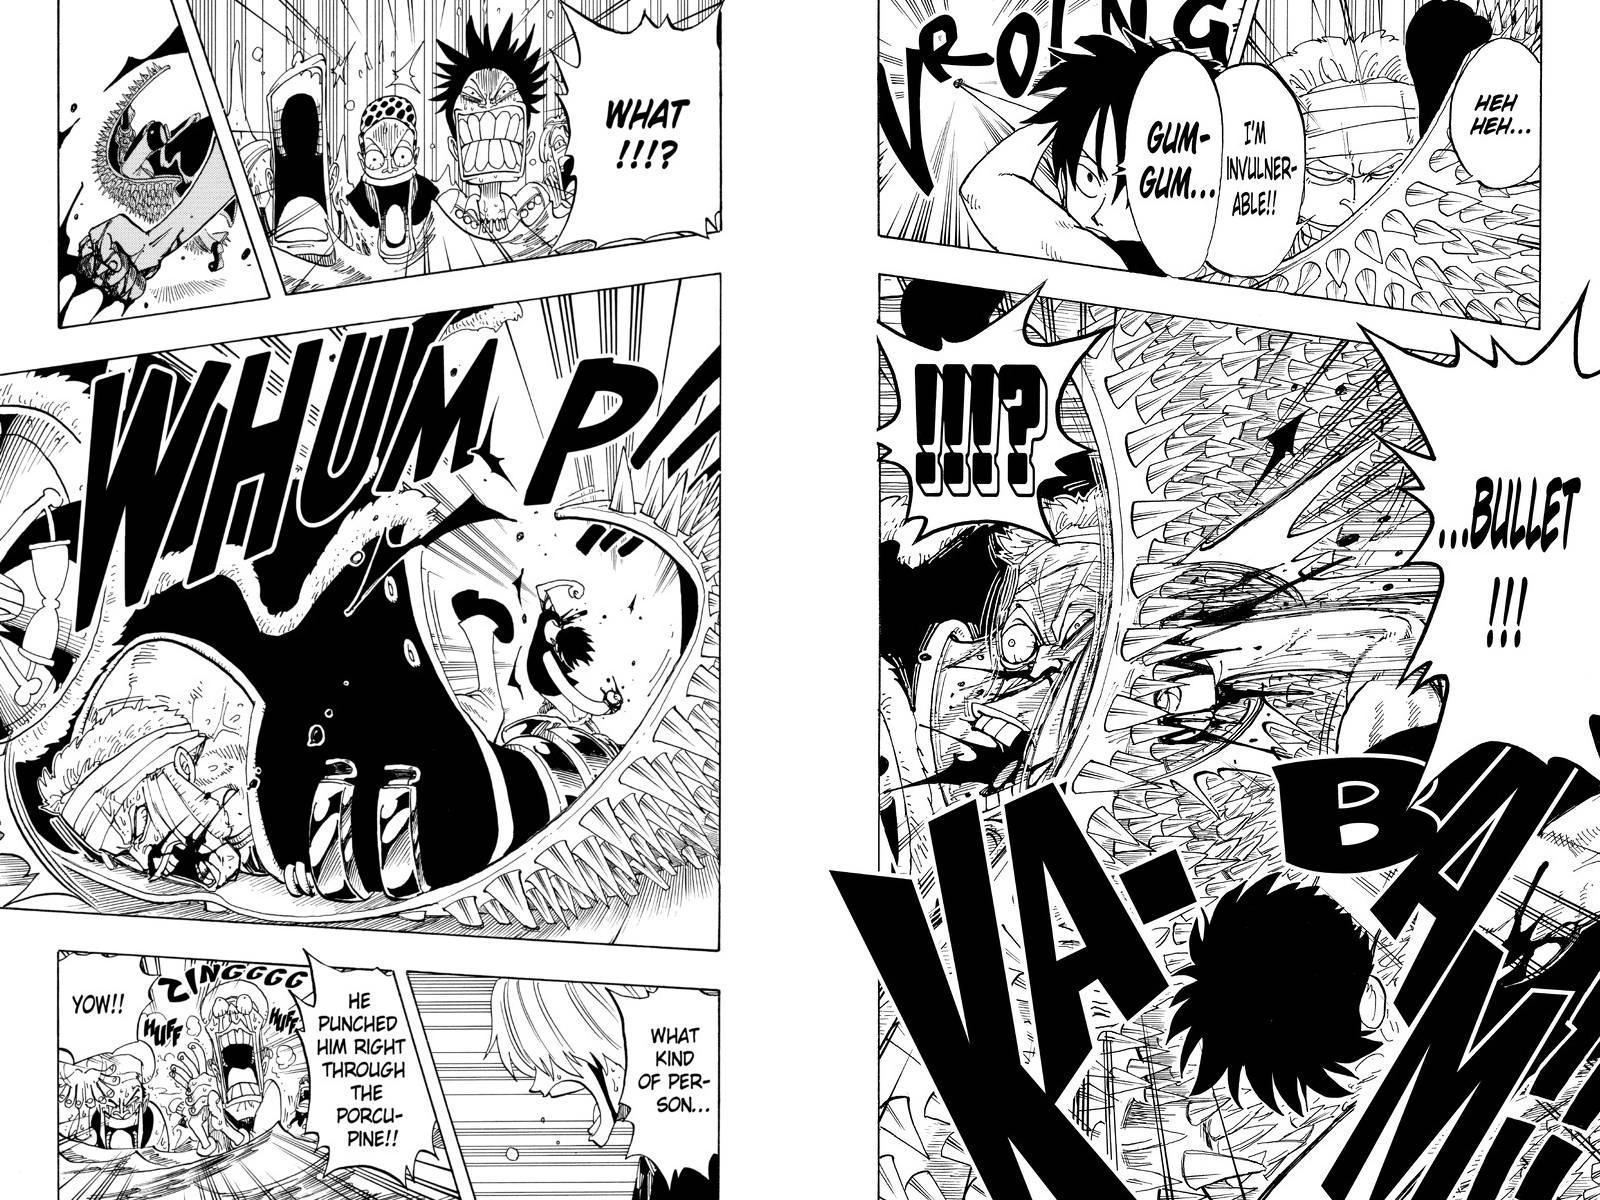 HEH
HEH...
I'M
INVULNER-
ABLE!!
GUM-
GUM...
VROING
...BULLET
!!!
!!!?
KA-
BAM!!
WHAT
!!!?
WHUMP!!
!!!
WHAT
KIND
OF PER-
SON...
HE
PUNCHED
HIM RIGHT
THROUGH
THE
PORCU-
PINE!!
ZINGGGG
HUFF
HUFF
YOW!!